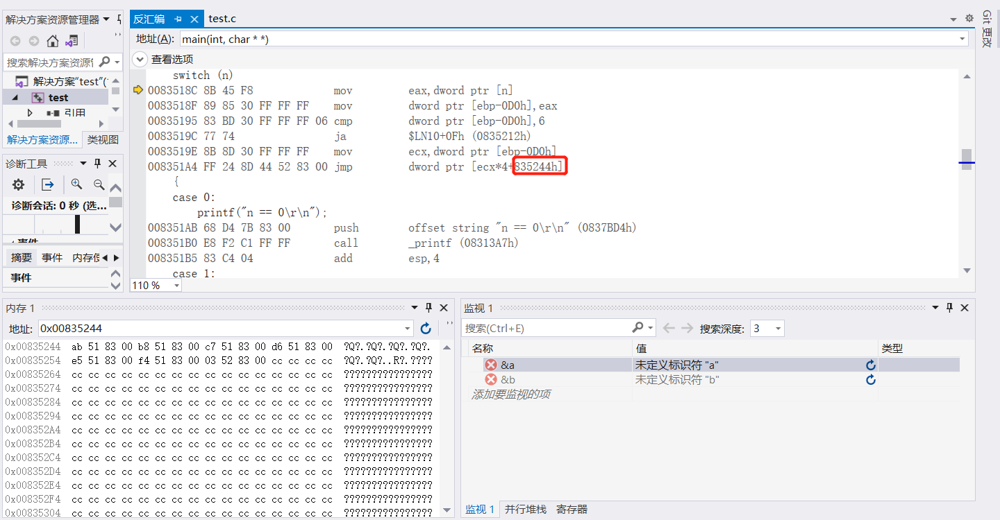 解决方案资源管理器
搜索解决方案资源管
解决方案"test"(
test
引用
解决方案资源... 类视图
诊断工具
诊断会话: 0 秒 (选...
事件
摘要 事件 内存使
事件
反汇编 test.c
地址(A): main(int, char * *)
查看选项
switch (n)
0083518C 8B 45 F8 mov eax,dword ptr [n]
0083518F 89 85 30 FF FF FF mov dword ptr [ebp-0D0h],eax
00835195 83 BD 30 FF FF FF 06 cmp dword ptr [ebp-0D0h],6
0083519C 77 74 ja $LN10+0Fh (0835212h)
0083519E 8B 8D 30 FF FF FF mov ecx,dword ptr [ebp-0D0h]
008351A4 FF 24 8D 44 52 83 00 jmp dword ptr [ecx*4+835244h]
{
case 0:
printf("n == 0\r\n");
008351AB 68 D4 7B 83 00 push offset string "n == 0\r\n" (0837BD4h)
008351B0 E8 F2 C1 FF FF call _printf (08313A7h)
008351B5 83 C4 04 add esp,4
case 1:
110 %
Git 更改
内存 1
地址: 0x00835244
0x00835244 ab 51 83 00 b8 51 83 00 c7 51 83 00 d6 51 83 00 ?Q?.?Q?.?Q?.?Q?.
0x00835254 e5 51 83 00 f4 51 83 00 03 52 83 00 cc cc cc cc ?Q?.?Q?..R?.????
0x00835264 cc cc cc cc cc cc cc cc cc cc cc cc cc cc cc cc ????????????????
0x00835274 cc cc cc cc cc cc cc cc cc cc cc cc cc cc cc cc ????????????????
0x00835284 cc cc cc cc cc cc cc cc cc cc cc cc cc cc cc cc ????????????????
0x00835294 cc cc cc cc cc cc cc cc cc cc cc cc cc cc cc cc ????????????????
0x008352A4 cc cc cc cc cc cc cc cc cc cc cc cc cc cc cc cc ????????????????
0x008352B4 cc cc cc cc cc cc cc cc cc cc cc cc cc cc cc cc ????????????????
0x008352C4 cc cc cc cc cc cc cc cc cc cc cc cc cc cc cc cc ????????????????
0x008352D4 cc cc cc cc cc cc cc cc cc cc cc cc cc cc cc cc ????????????????
0x008352E4 cc cc cc cc cc cc cc cc cc cc cc cc cc cc cc cc ????????????????
0x008352F4 cc cc cc cc cc cc cc cc cc cc cc cc cc cc cc cc ????????????????
0x00835304 cc cc cc cc cc cc cc cc cc cc cc cc cc cc cc cc ????????????????
监视 1
搜索(Ctrl+E) 搜索深度: 3
名称 值 类型
&a 未定义标识符 "a"
&b 未定义标识符 "b"
添加要监视的项
监视 1 并行堆栈 寄存器